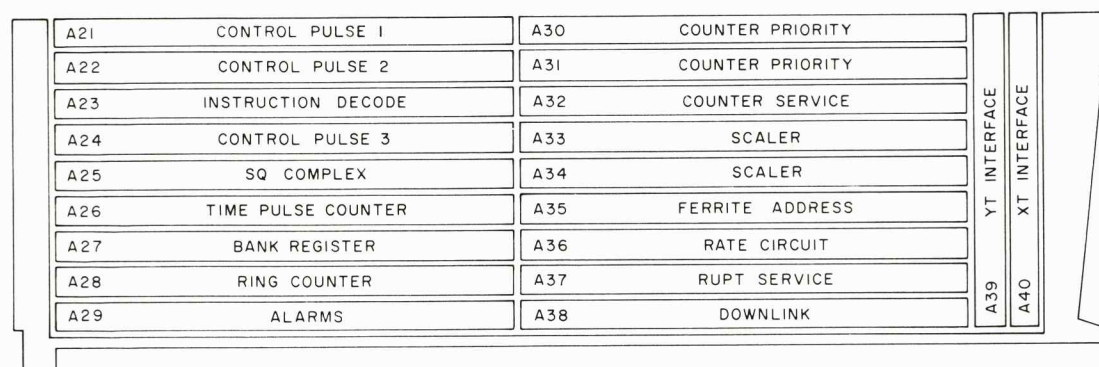 A21 CONTROL PULSE 1
A22 CONTROL PULSE 2
A23 INSTRUCTION DECODE
A24 CONTROL PULSE 3
A25 SQ COMPLEX
A26 TIME PULSE COUNTER
A27 BANK REGISTER
A28 RING COUNTER
A29 ALARMS
A30 COUNTER PRIORITY
A31 COUNTER PRIORITY
A32 COUNTER SERVICE
A33 SCALER
A34 SCALER
A35 FERRITE ADDRESS
A36 RATE CIRCUIT
A37 RUPT SERVICE
A38 DOWNLINK
A39 YT INTERFACE
A40 XT INTERFACE